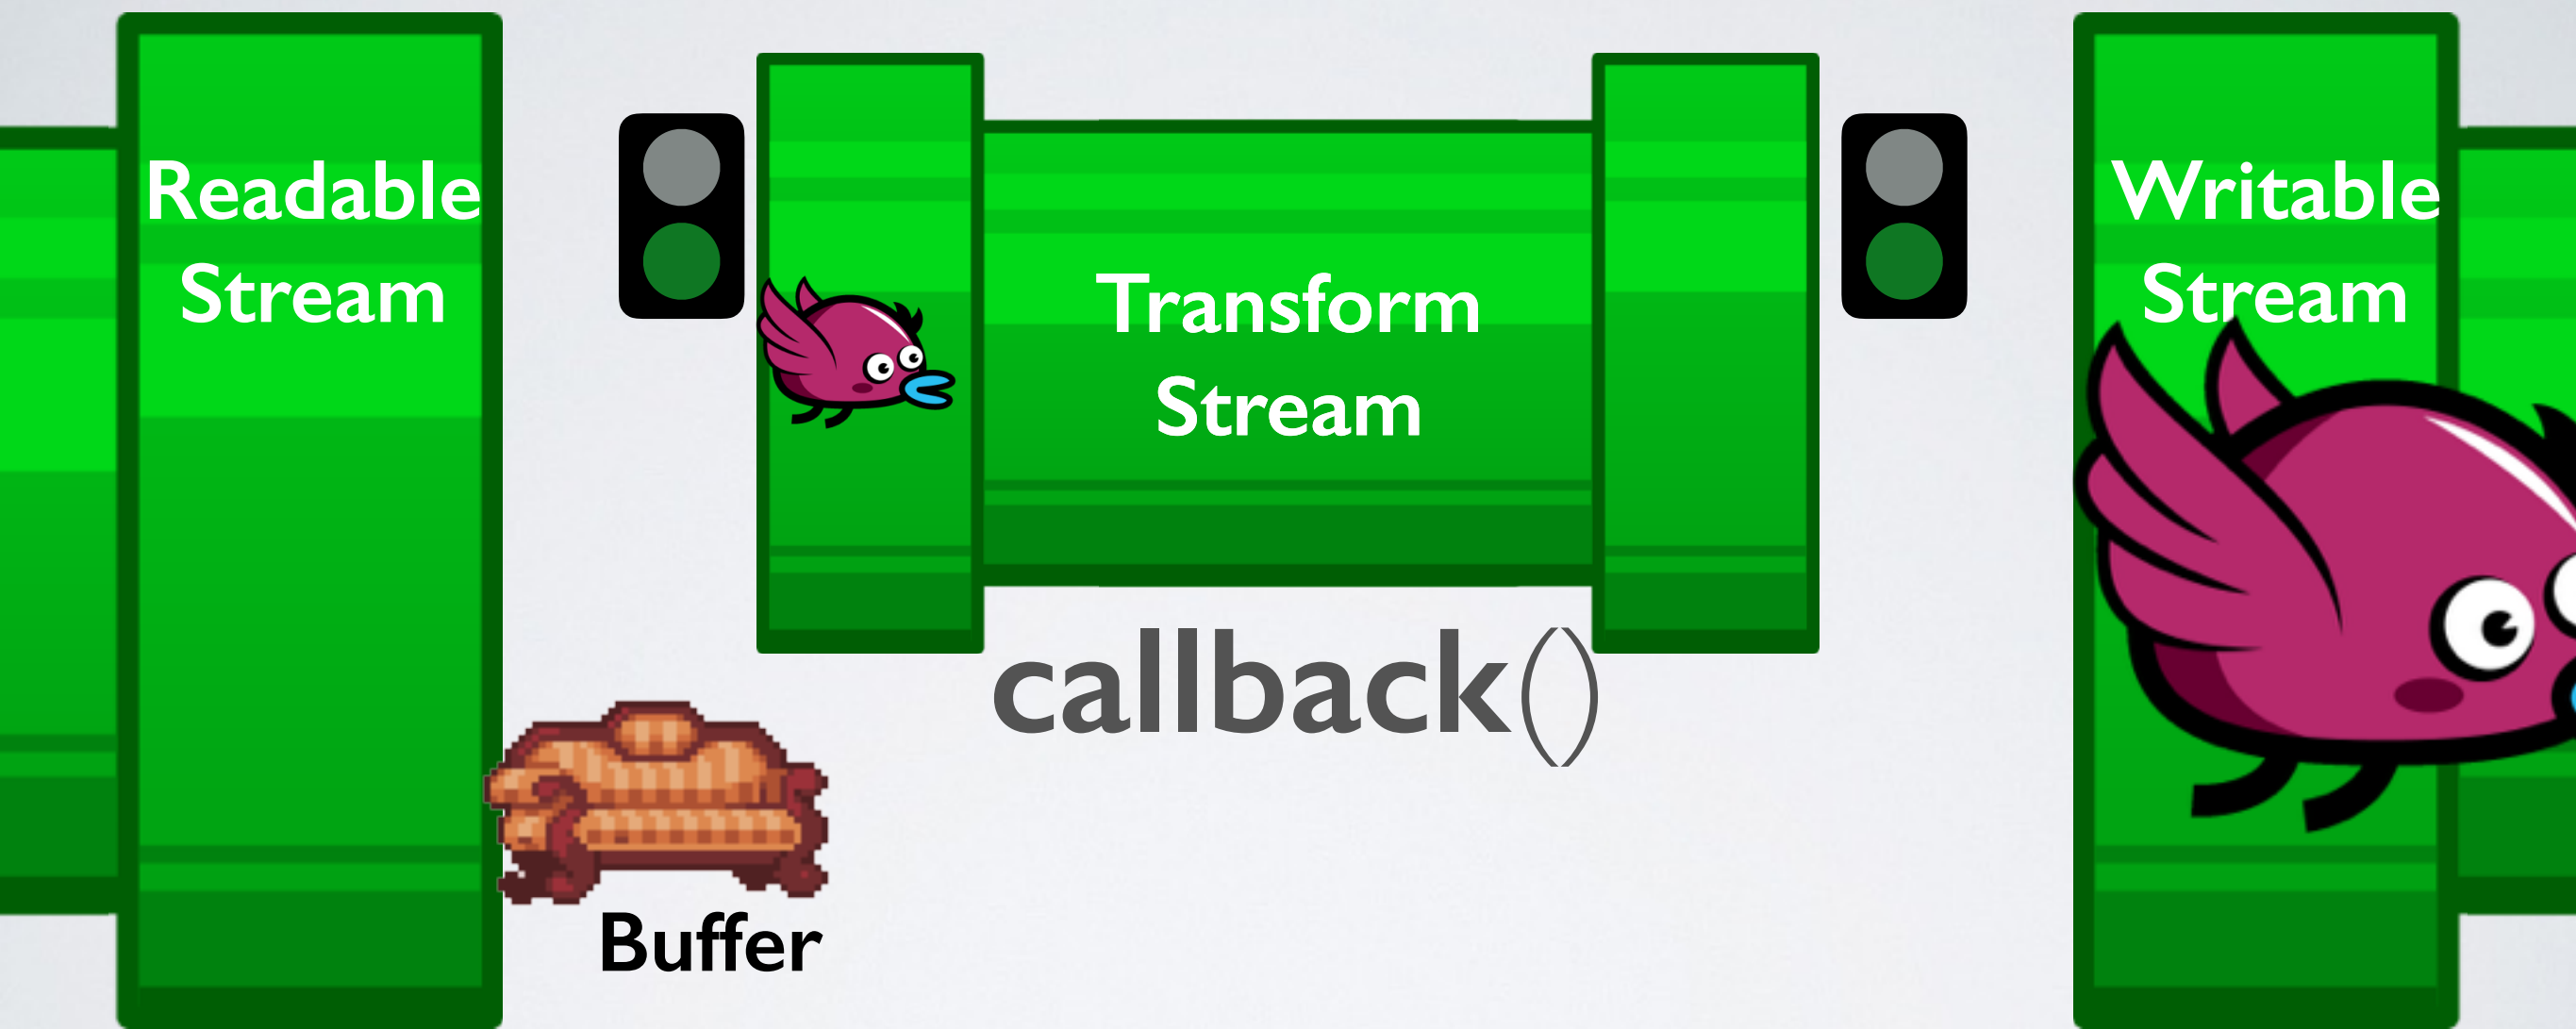 Readable
Stream
Transform
Stream
Writable
Stream
callback()
Buffer